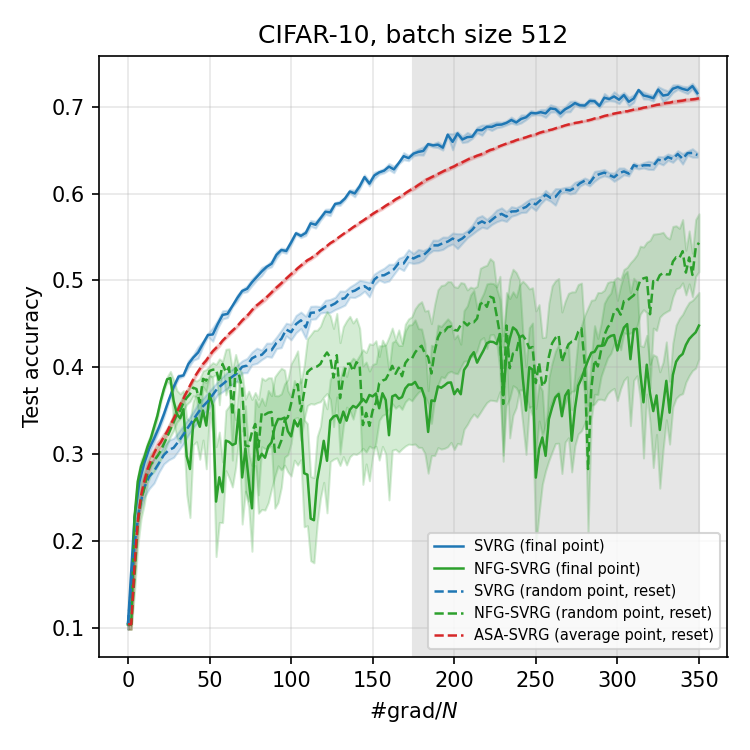 CIFAR-10, batch size 512
Test accuracy
0.7
0.6
0.5
0.4
0.3
0.2
0.1
SVRG (final point)
NFG-SVRG (final point)
SVRG (random point, reset)
NFG-SVRG (random point, reset)
ASA-SVRG (average point, reset)
0 50 100 150 200 250 300 350
#grad/N